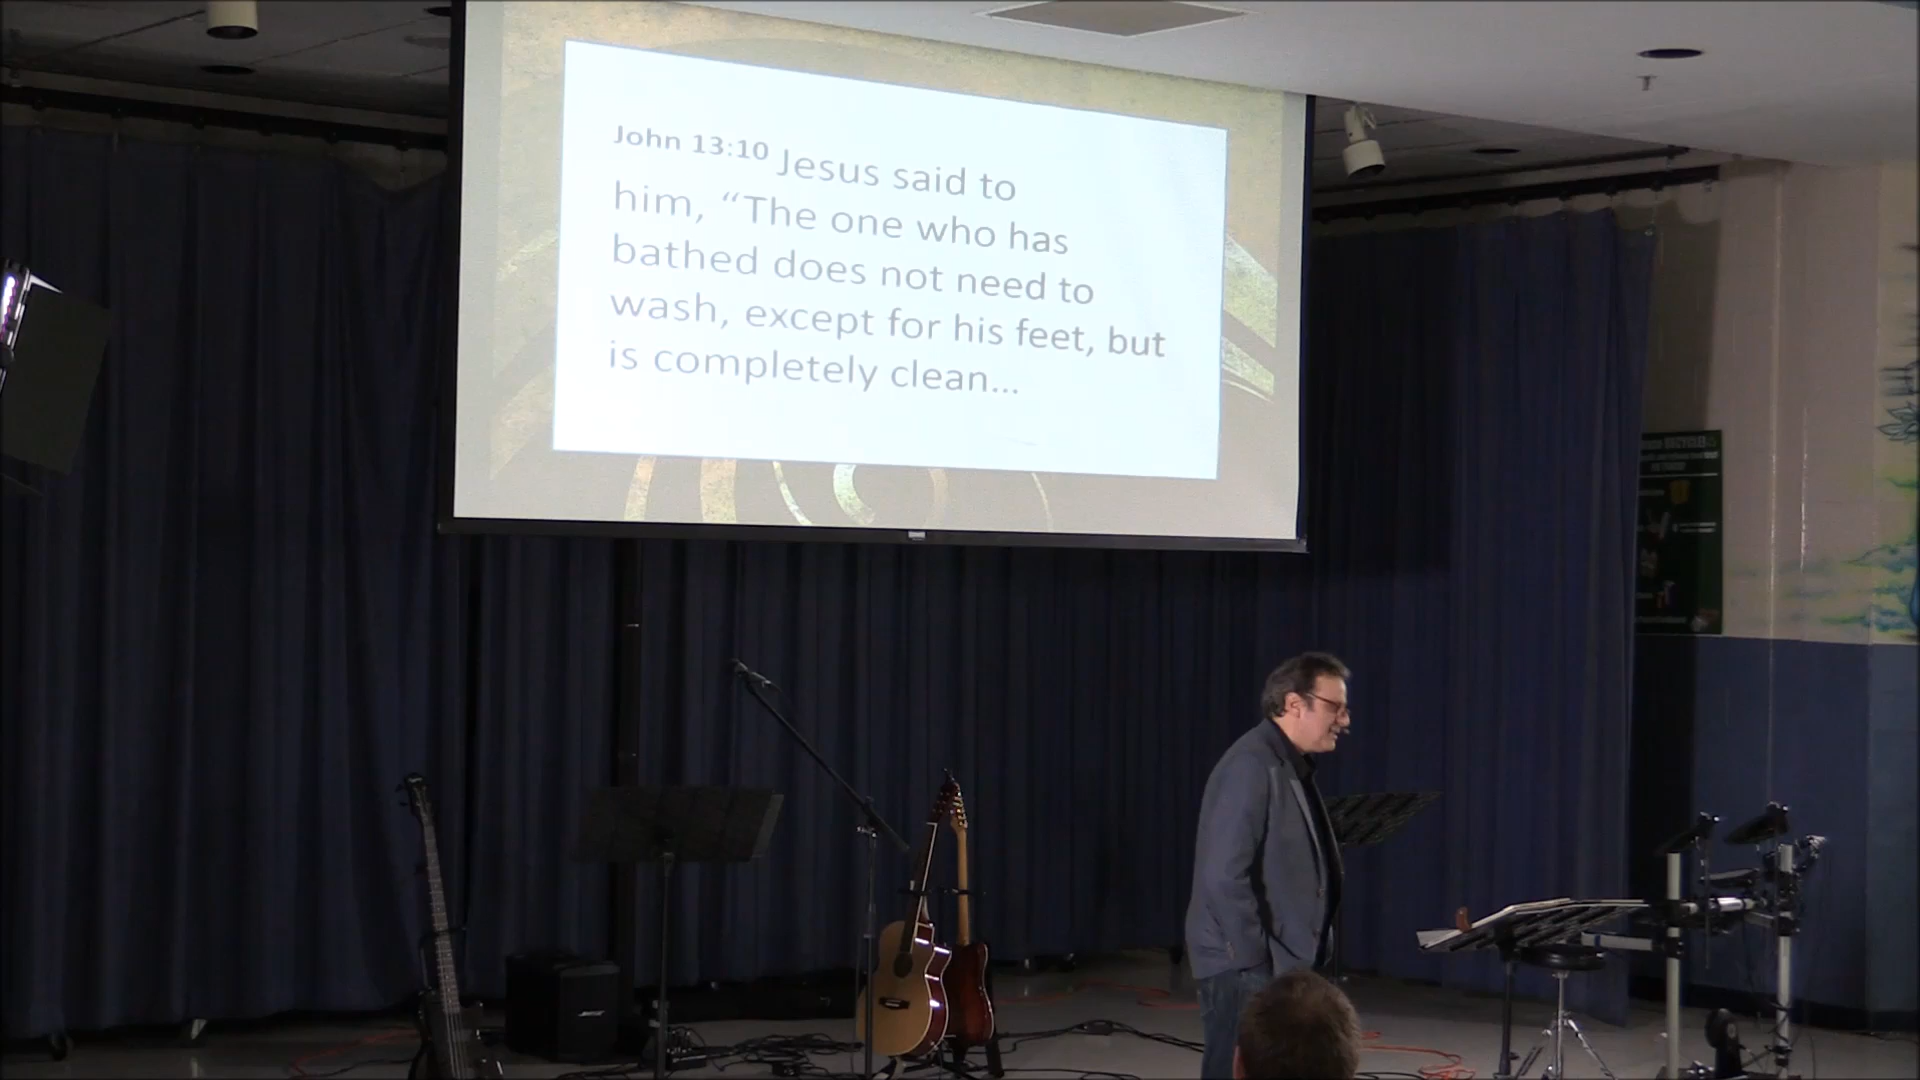 John 13:10 Jesus said to
him, “The one who has
bathed does not need to
wash, except for his feet, but
is completely clean...
BOSE